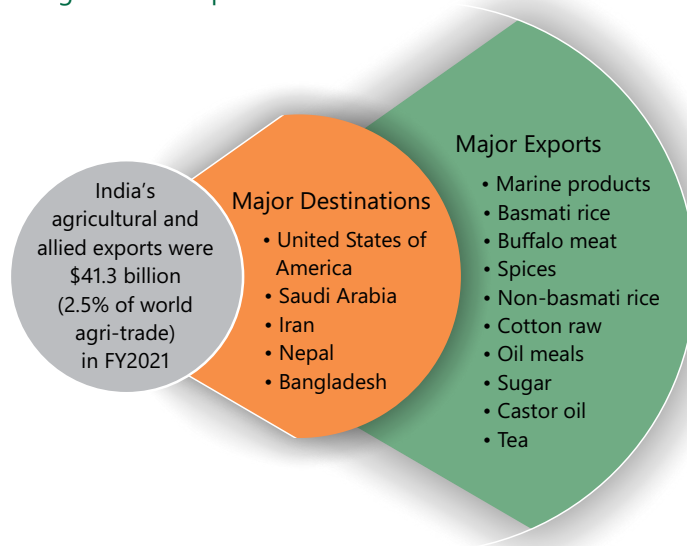 India's
agricultural and
allied exports were
$41.3 billion
(2.5% of world
agri-trade)
in FY2021
Major Destinations
• United States of
America
• Saudi Arabia
• Iran
• Nepal
• Bangladesh
Major Exports
• Marine products
• Basmati rice
• Buffalo meat
• Spices
• Non-basmati rice
• Cotton raw
• Oil meals
• Sugar
• Castor oil
• Tea